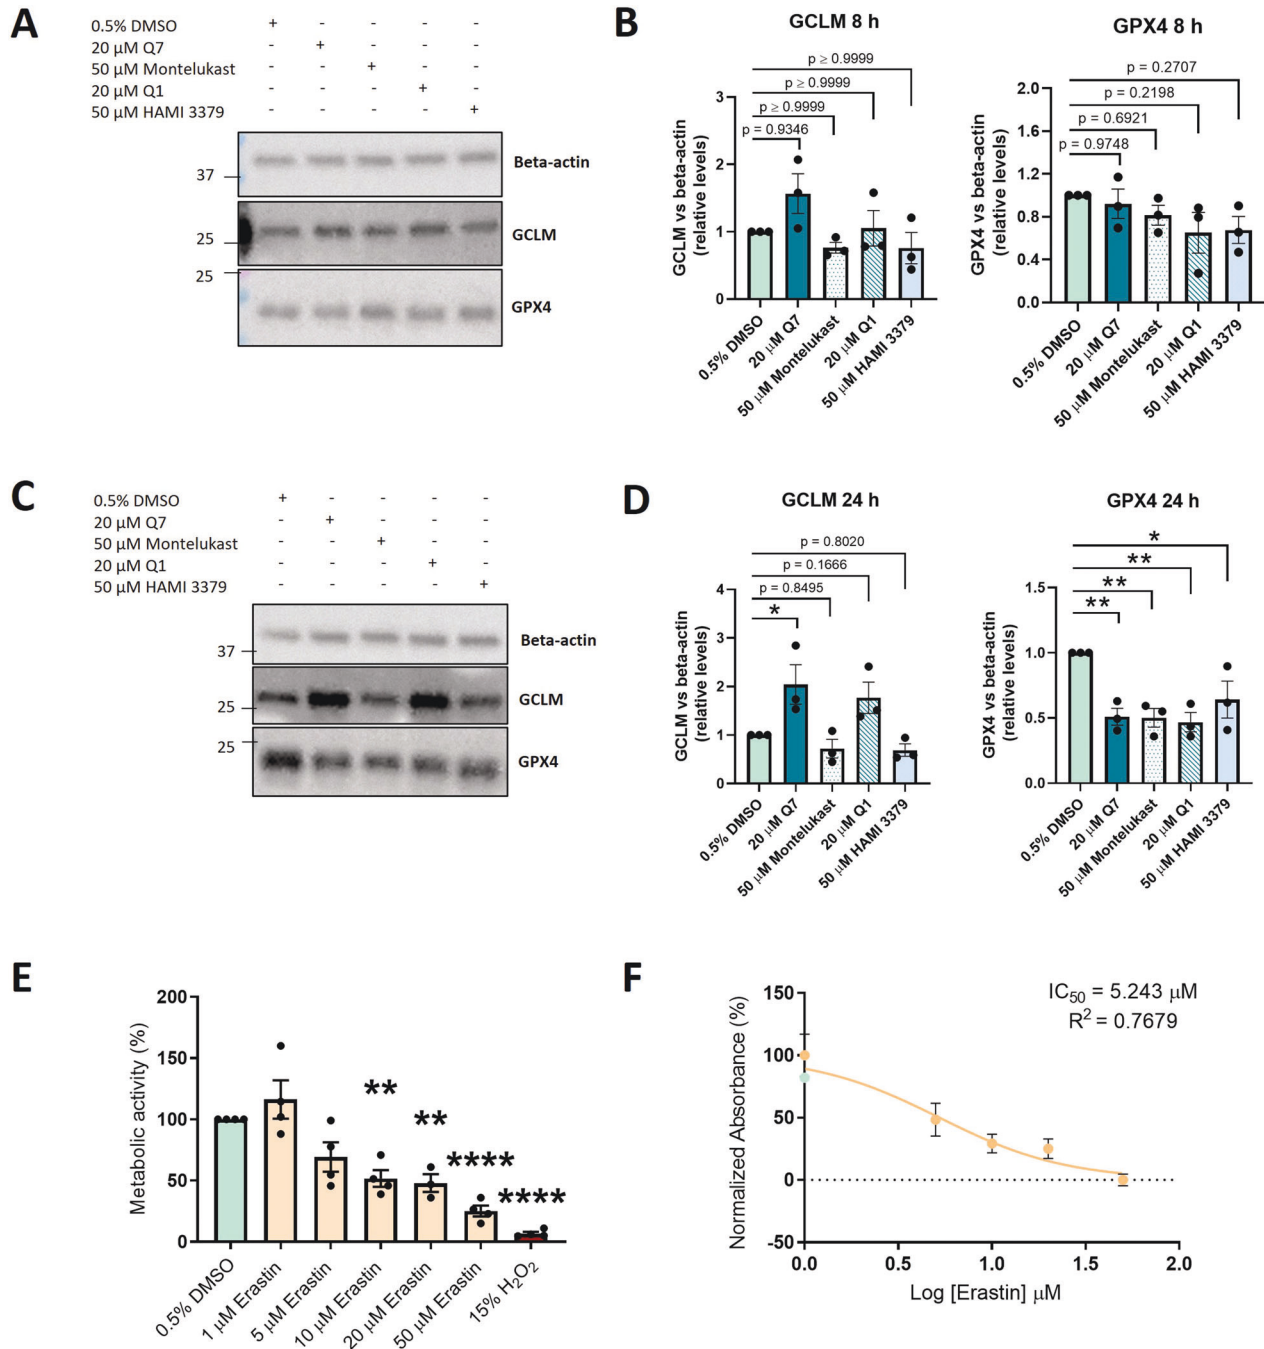 A
0.5% DMSO + - - - -
20 µM Q7 - + - - -
50 µM Montelukast - - + - -
20 µM Q1 - - - + -
50 µM HAMI 3379 - - - - +
Beta-actin
37
GCLM
25
25
GPX4
B
GCLM 8 h
p ≥ 0.9999
p ≥ 0.9999
p ≥ 0.9999
p = 0.9346
GCLM vs beta-actin
(relative levels)
3
2
1
0
0.5% DMSO
20 µM Q7
50 µM Montelukast
20 µM Q1
50 µM HAMI 3379
GPX4 8 h
p = 0.2707
p = 0.2198
p = 0.6921
p = 0.9748
GPX4 vs beta-actin
(relative levels)
2.0
1.6
1.2
0.8
0.4
0.0
0.5% DMSO
20 µM Q7
50 µM Montelukast
20 µM Q1
50 µM HAMI 3379
C
0.5% DMSO + - - - -
20 µM Q7 - + - - -
50 µM Montelukast - - + - -
20 µM Q1 - - - + -
50 µM HAMI 3379 - - - - +
Beta-actin
37
GCLM
25
25
GPX4
D
GCLM 24 h
p = 0.8020
p = 0.1666
p = 0.8495
*
GCLM vs beta-actin
(relative levels)
4
3
2
1
0
0.5% DMSO
20 µM Q7
50 µM Montelukast
20 µM Q1
50 µM HAMI 3379
GPX4 24 h
*
**
**
**
GPX4 vs beta-actin
(relative levels)
1.5
1.0
0.5
0.0
0.5% DMSO
20 µM Q7
50 µM Montelukast
20 µM Q1
50 µM HAMI 3379
E
Metabolic activity (%)
200
150
100
50
0
**
**
****
****
0.5% DMSO
1 µM Erastin
5 µM Erastin
10 µM Erastin
20 µM Erastin
50 µM Erastin
15% H₂O₂
F
IC₅₀ = 5.243 µM
R² = 0.7679
Normalized Absorbance (%)
150
100
50
0
-50
0.0 0.5 1.0 1.5 2.0
Log [Erastin] µM